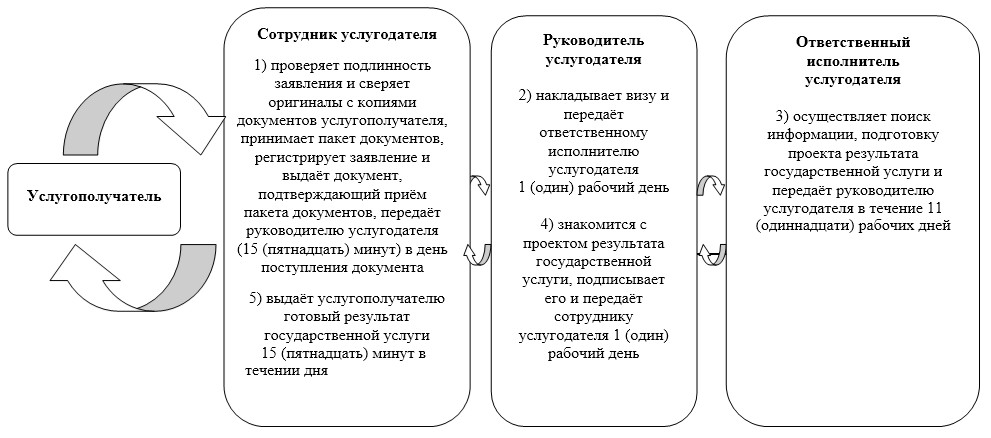 Услугополучатель
Сотрудник услугодателя
1) проверяет подлинность
заявления и сверяет
оригиналы с копиями
документов услугополучателя,
принимает пакет документов,
регистрирует заявление и
выдаёт документ,
подтверждающий приём
пакета документов, передаёт
руководителю услугодателя
(15 (пятнадцать) минут) в день
поступления документа
5) выдаёт услугополучателю
готовый результат
государственной услуги
15 (пятнадцать) минут в
течении дня
Руководитель
услугодателя
2) накладывает визу и
передаёт
ответственному
исполнителю
услугодателя
1 (один) рабочий день
4) знакомится с
проектом результата
государственной
услуги, подписывает
его и передаёт
сотруднику
услугодателя 1 (один)
рабочий день
Ответственный
исполнитель
услугодателя
3) осуществляет поиск
информации, подготовку
проекта результата
государственной услуги и
передаёт руководителю
услугодателя в течение 11
(одиннадцати) рабочих дней